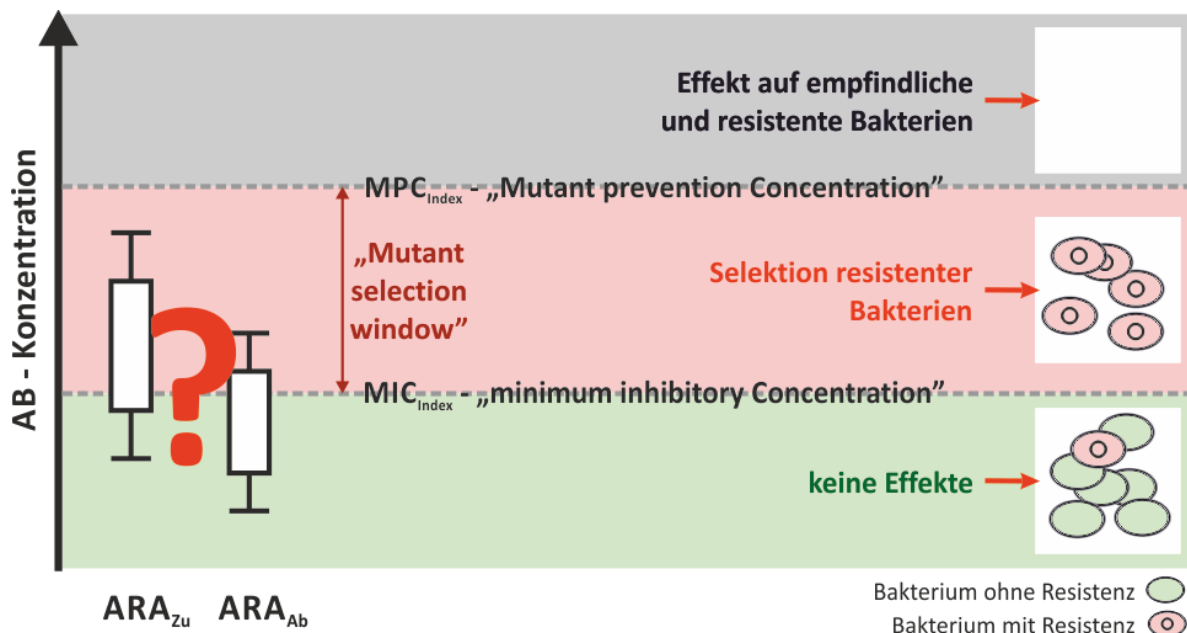 AB - Konzentration
Effekt auf empfindliche
und resistente Bakterien
MPCIndex - „Mutant prevention Concentration”
„Mutant
selection
window”
Selektion resistenter
Bakterien
?
MICIndex - „minimum inhibitory Concentration”
keine Effekte
ARAZu ARAAb
Bakterium ohne Resistenz
Bakterium mit Resistenz